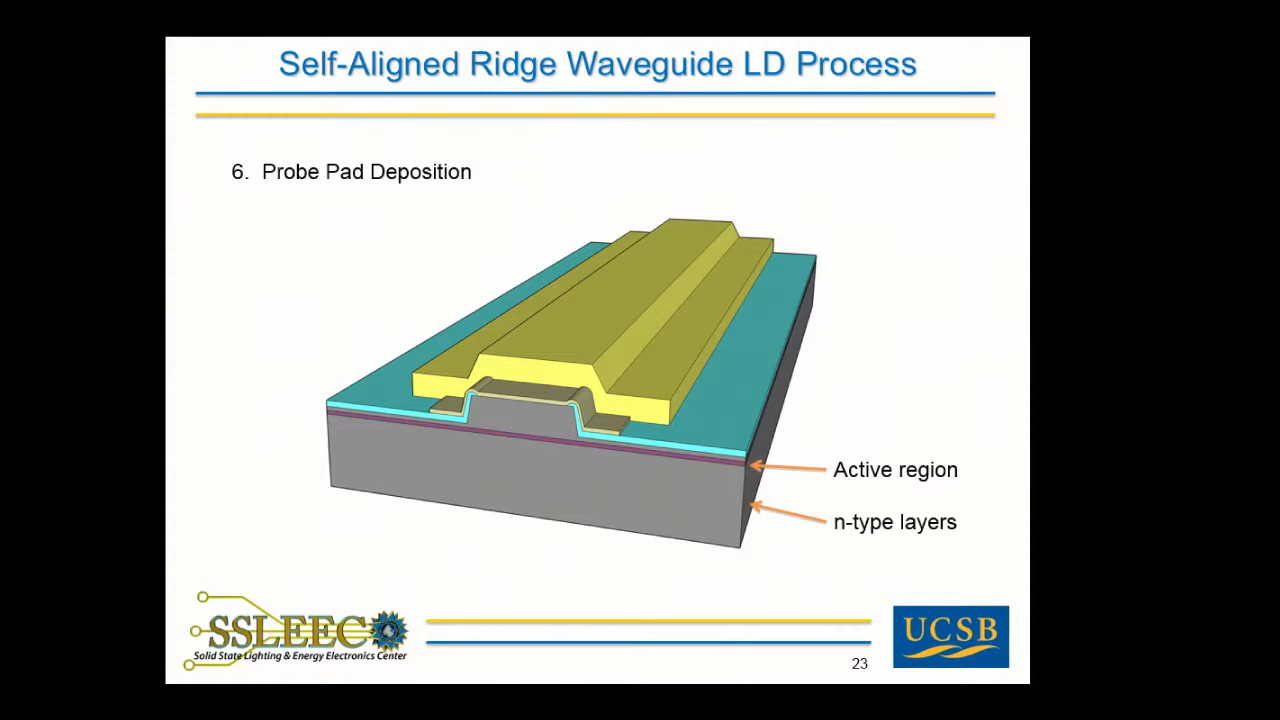 Self-Aligned Ridge Waveguide LD Process
6. Probe Pad Deposition
Active region
n-type layers
SSLEEC
Solid State Lighting & Energy Electronics Center
UCSB
23